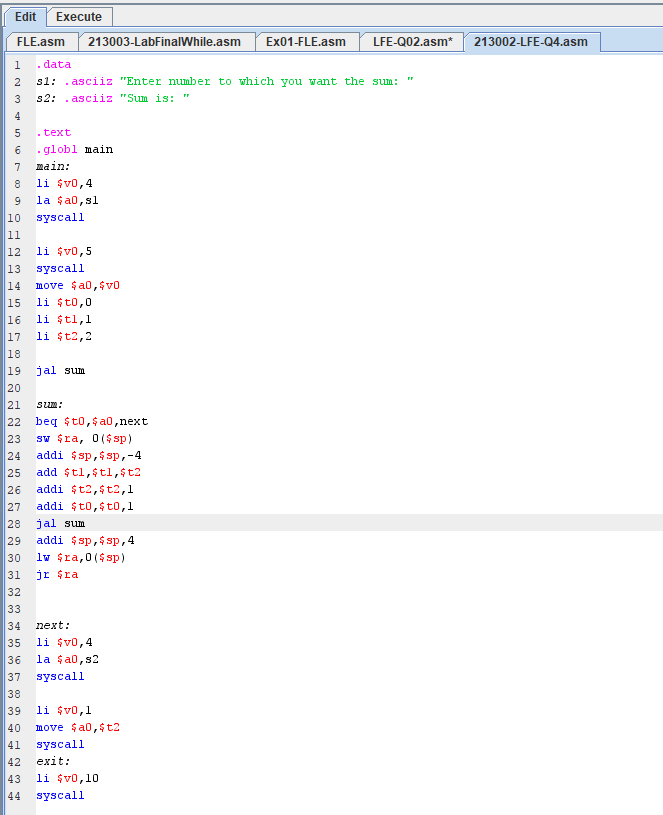 Edit Execute
FLE.asm 213003-LabFinalWhile.asm Ex01-FLE.asm LFE-Q02.asm* 213002-LFE-Q4.asm
1 .data
2 s1: .asciiz "Enter number to which you want the sum: "
3 s2: .asciiz "Sum is: "
4
5 .text
6 .globl main
7 main:
8 li $v0,4
9 la $a0,s1
10 syscall
11
12 li $v0,5
13 syscall
14 move $a0,$v0
15 li $t0,0
16 li $t1,1
17 li $t2,2
18
19 jal sum
20
21 sum:
22 beq $t0,$a0,next
23 sw $ra, 0($sp)
24 addi $sp,$sp,-4
25 add $t1,$t1,$t2
26 addi $t2,$t2,1
27 addi $t0,$t0,1
28 jal sum
29 addi $sp,$sp,4
30 lw $ra,0($sp)
31 jr $ra
32
33
34 next:
35 li $v0,4
36 la $a0,s2
37 syscall
38
39 li $v0,1
40 move $a0,$t2
41 syscall
42 exit:
43 li $v0,10
44 syscall